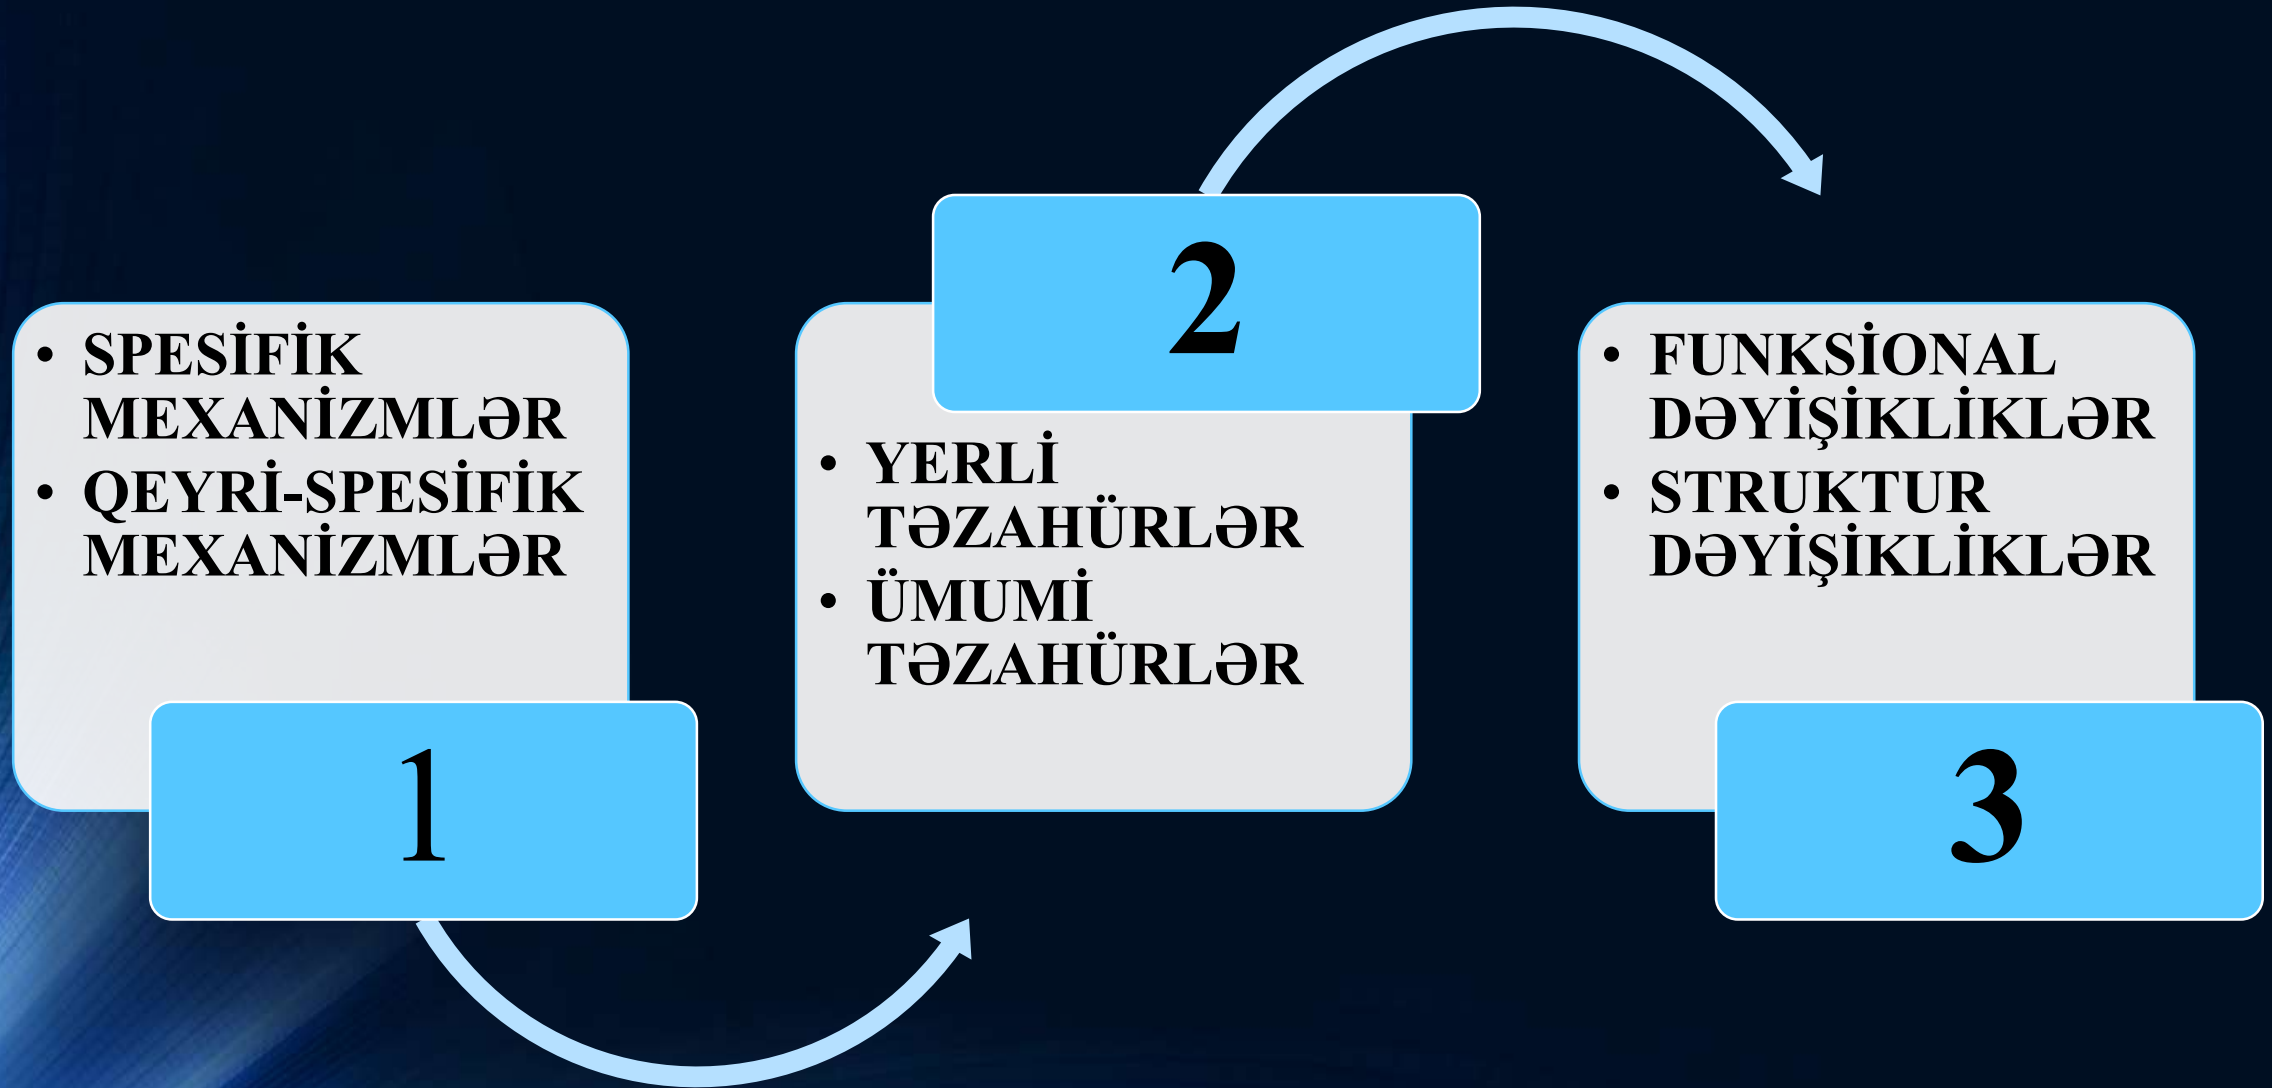 • SPESİFİK
MEXANİZMLƏR
• QEYRİ-SPESİFİK
MEXANİZMLƏR
1
2
• YERLİ
TƏZAHÜRLƏR
• ÜMUMİ
TƏZAHÜRLƏR
• FUNKSİONAL
DƏYİŞİKLİKLƏR
• STRUKTUR
DƏYİŞİKLİKLƏR
3